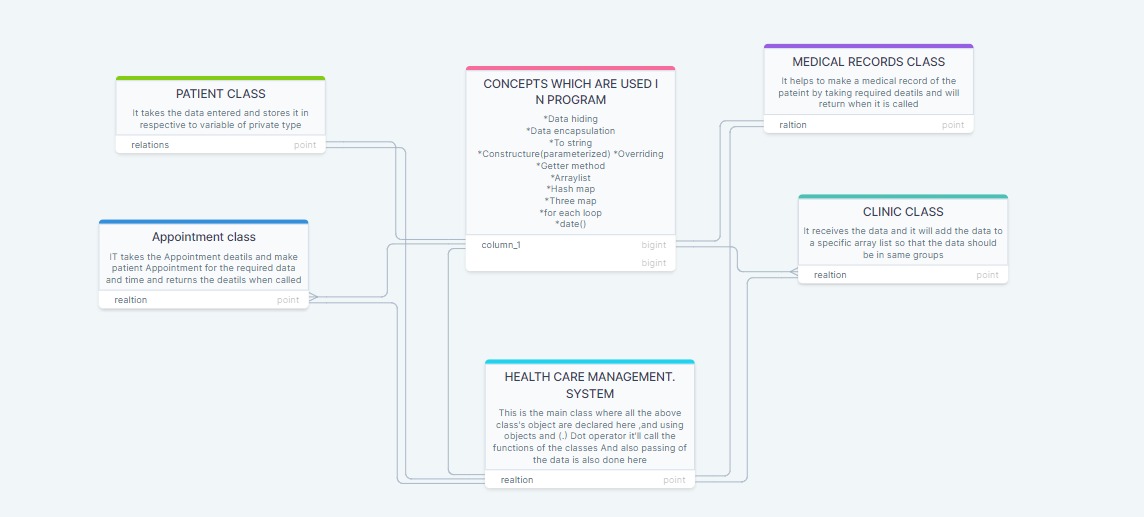 PATIENT CLASS
It takes the data entered and stores it in
respective to variable of private type
relations point
CONCEPTS WHICH ARE USED I
N PROGRAM
*Data hiding
*Data encapsulation
*To string
*Constructure(parameterized) *Overriding
*Getter method
*Arraylist
*Hash map
*Three map
*for each loop
*date()
column_1 bigint
bigint
MEDICAL RECORDS CLASS
It helps to make a medical record of the
pateint by taking required deatils and will
return when it is called
raltion point
Appointment class
IT takes the Appointment deatils and make
patient Appointment for the required data
and time and returns the deatils when called
realtion point
CLINIC CLASS
It receives the data and it will add the data to
a specific array list so that the data should
be in same groups
realtion point
HEALTH CARE MANAGEMENT.
SYSTEM
This is the main class where all the above
class's object are declared here ,and using
objects and (.) Dot operator it'll call the
functions of the classes And also passing of
the data is also done here
realtion point